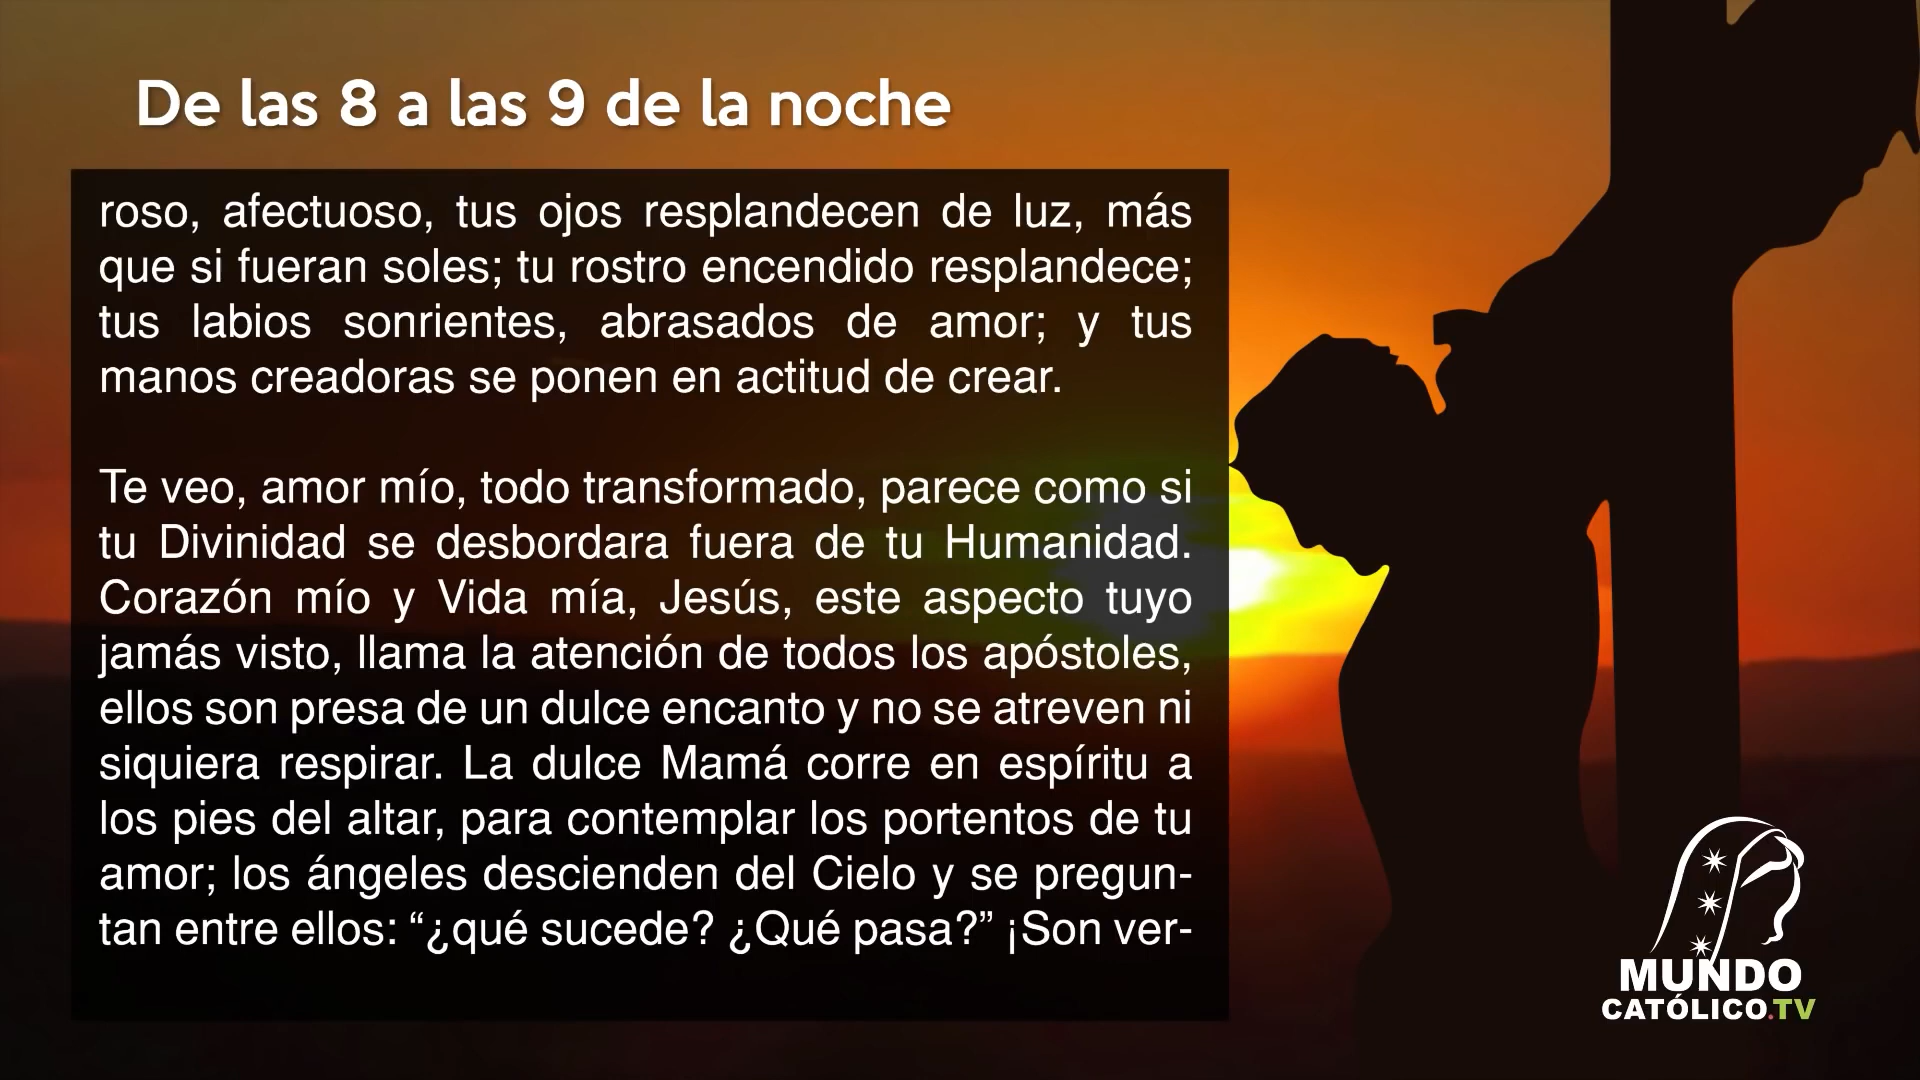 De las 8 a las 9 de la noche
roso, afectuoso, tus ojos resplandecen de luz, más
que si fueran soles; tu rostro encendido resplandece;
tus labios sonrientes, abrasados de amor; y tus
manos creadoras se ponen en actitud de crear.
Te veo, amor mío, todo transformado, parece como si
tu Divinidad se desbordara fuera de tu Humanidad.
Corazón mío y Vida mía, Jesús, este aspecto tuyo
jamás visto, llama la atención de todos los apóstoles,
ellos son presa de un dulce encanto y no se atreven ni
siquiera respirar. La dulce Mamá corre en espíritu a
los pies del altar, para contemplar los portentos de tu
amor; los ángeles descienden del Cielo y se pregun-
tan entre ellos: “¿qué sucede? ¿Qué pasa?” ¡Son ver-
MUNDO
CATÓLICO.TV